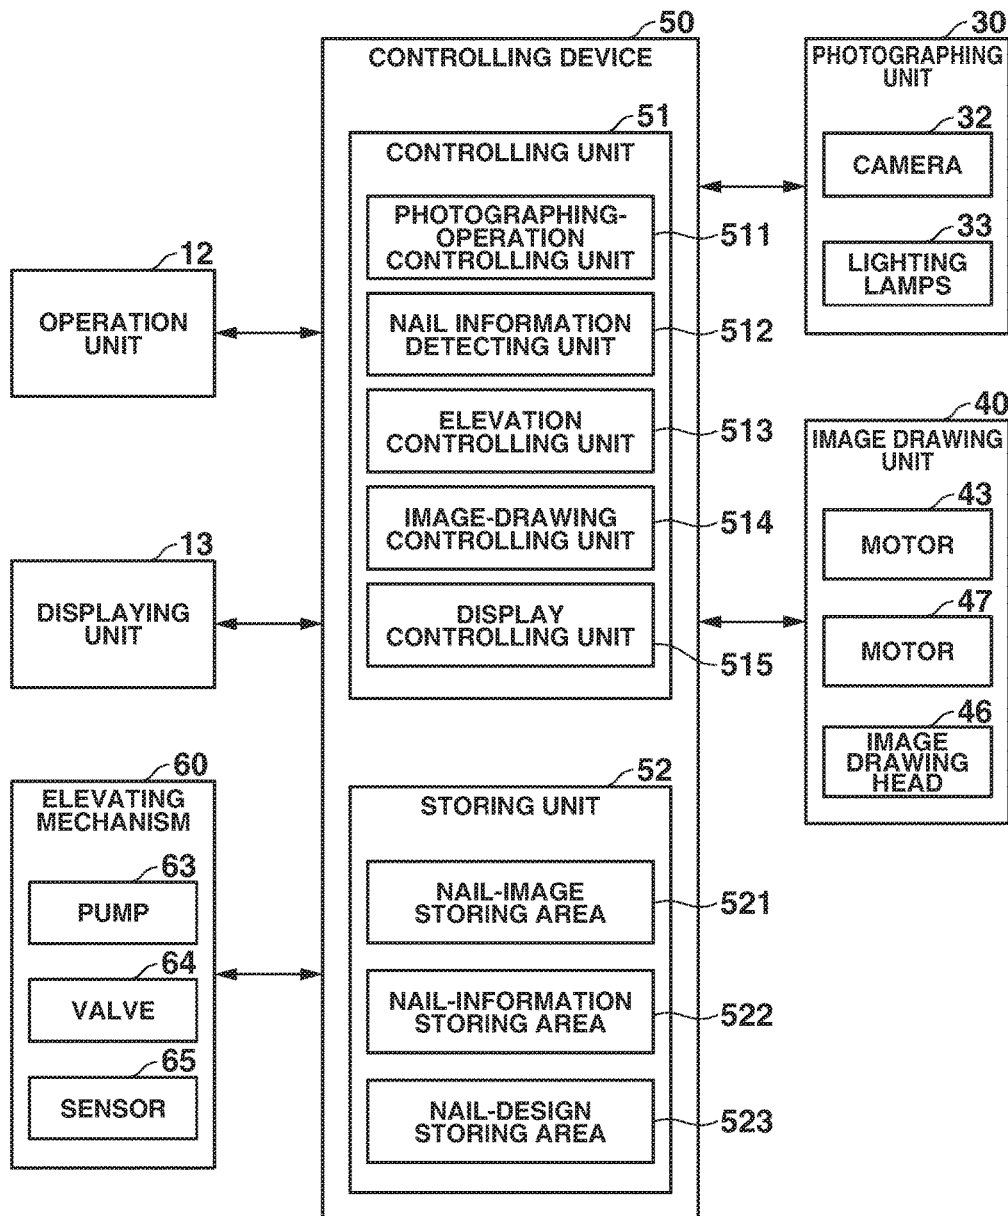 50
CONTROLLING DEVICE
51
CONTROLLING UNIT
PHOTOGRAPHING-
OPERATION
CONTROLLING UNIT
511
NAIL INFORMATION
DETECTING UNIT
512
ELEVATION
CONTROLLING UNIT
513
IMAGE-DRAWING
CONTROLLING UNIT
514
DISPLAY
CONTROLLING UNIT
515
52
STORING UNIT
NAIL-IMAGE
STORING AREA
521
NAIL-INFORMATION
STORING AREA
522
NAIL-DESIGN
STORING AREA
523
12
OPERATION
UNIT
13
DISPLAYING
UNIT
60
ELEVATING
MECHANISM
63
PUMP
64
VALVE
65
SENSOR
30
PHOTOGRAPHING
UNIT
32
CAMERA
33
LIGHTING
LAMPS
40
IMAGE DRAWING
UNIT
43
MOTOR
47
MOTOR
46
IMAGE
DRAWING
HEAD